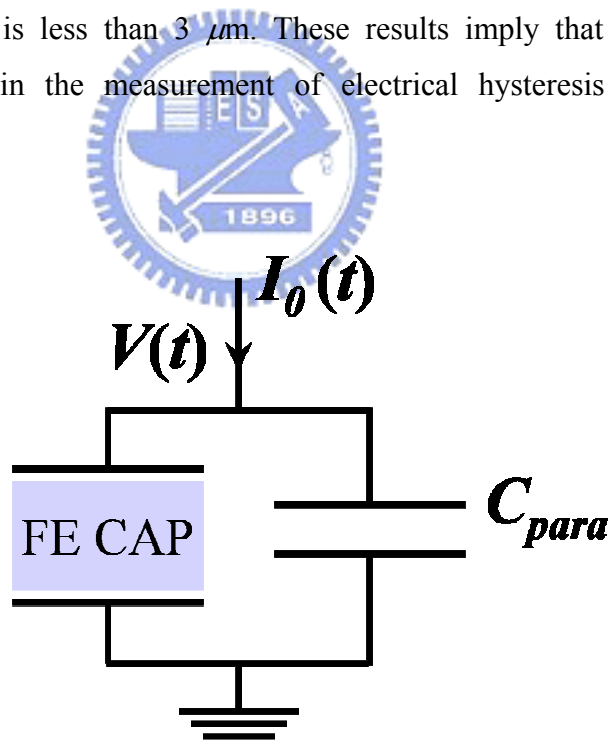 is less than 3 μm. These results imply that
in the measurement of electrical hysteresis
ES A
1896
I0 (t)
V(t)
FE CAP
Cpara